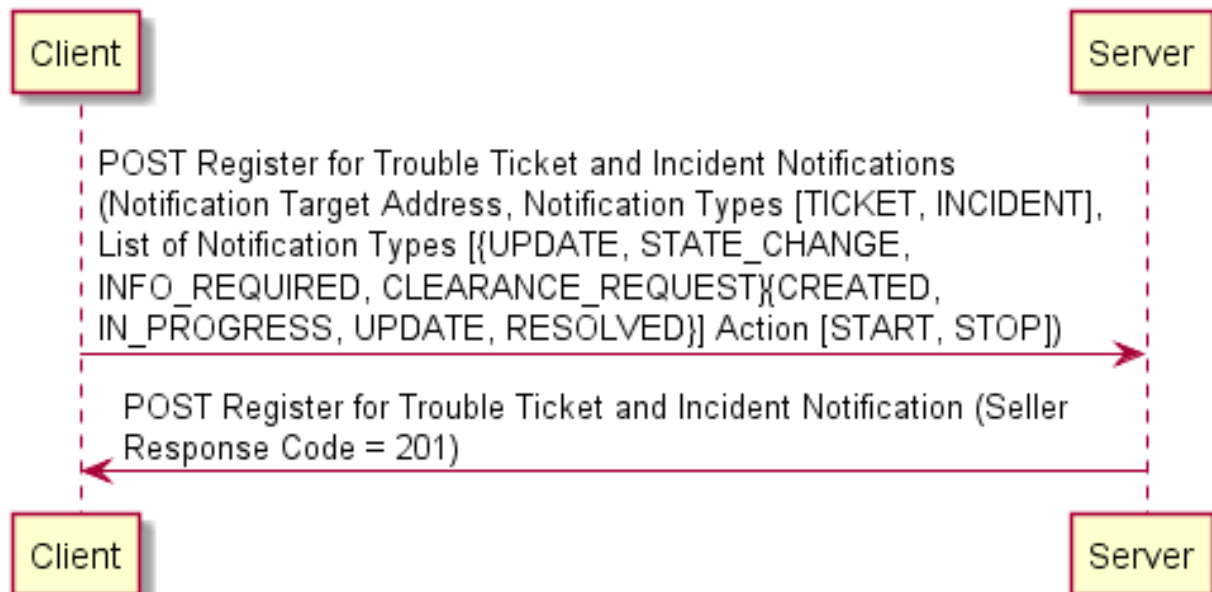 Client
Server
POST Register for Trouble Ticket and Incident Notifications
(Notification Target Address, Notification Types [TICKET, INCIDENT],
List of Notification Types [{UPDATE, STATE_CHANGE,
INFO_REQUIRED, CLEARANCE_REQUEST}{CREATED,
IN_PROGRESS, UPDATE, RESOLVED}] Action [START, STOP])
POST Register for Trouble Ticket and Incident Notification (Seller
Response Code = 201)
Client
Server